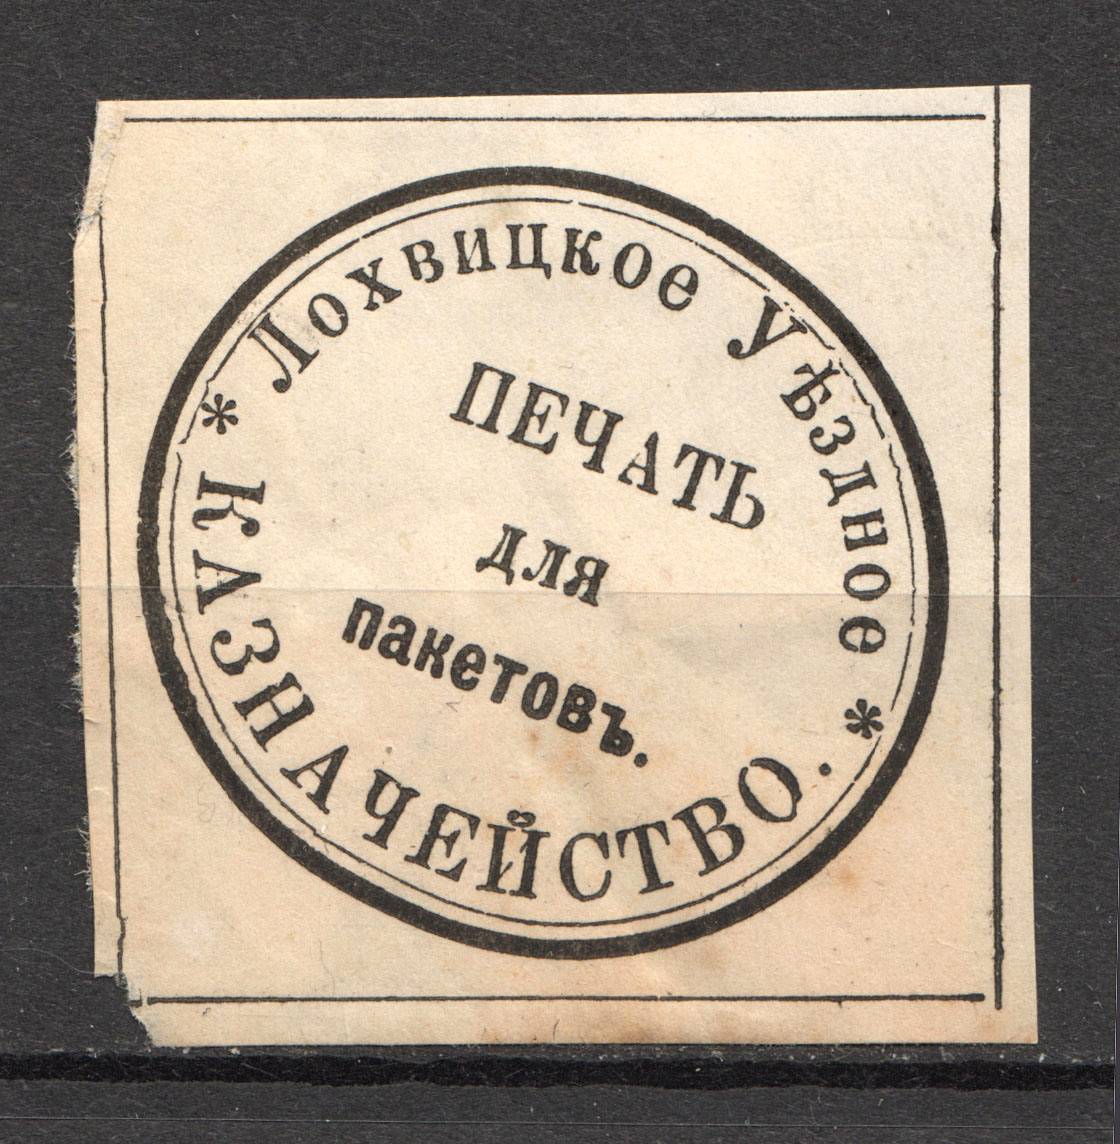 * Лохвицкое Уѣздное *
КАЗНАЧЕЙСТВО.
ПЕЧАТЬ
для
пакетовъ.